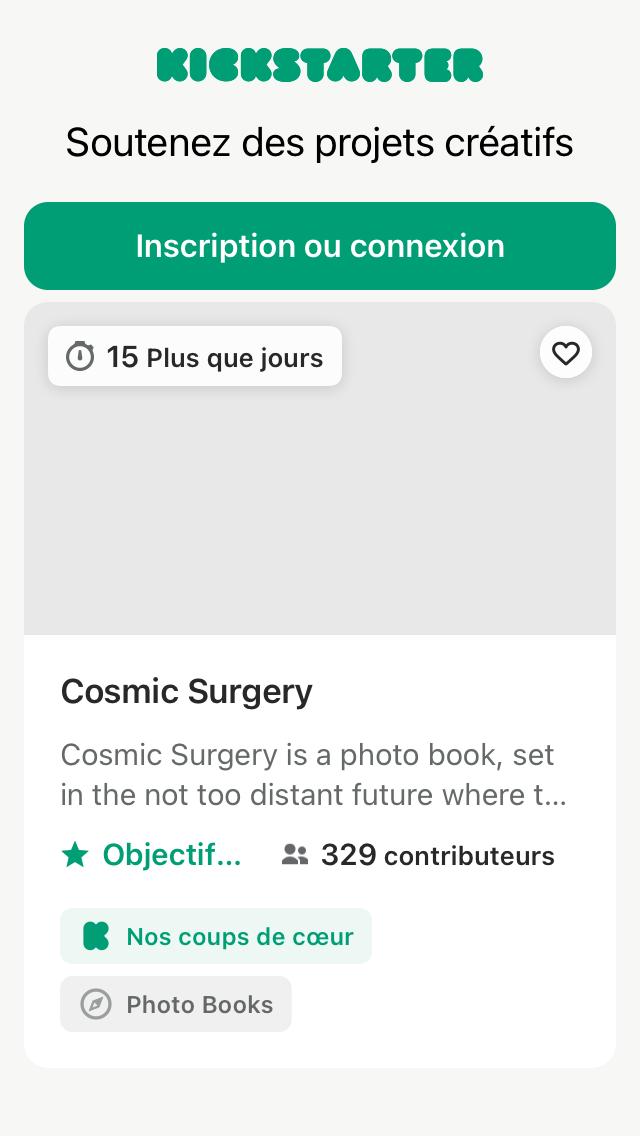 KICKSTARTER
Soutenez des projets créatifs
Inscription ou connexion
15 Plus que jours
Cosmic Surgery
Cosmic Surgery is a photo book, set
in the not too distant future where t...
Objectif...
329 contributeurs
Nos coups de cœur
Photo Books